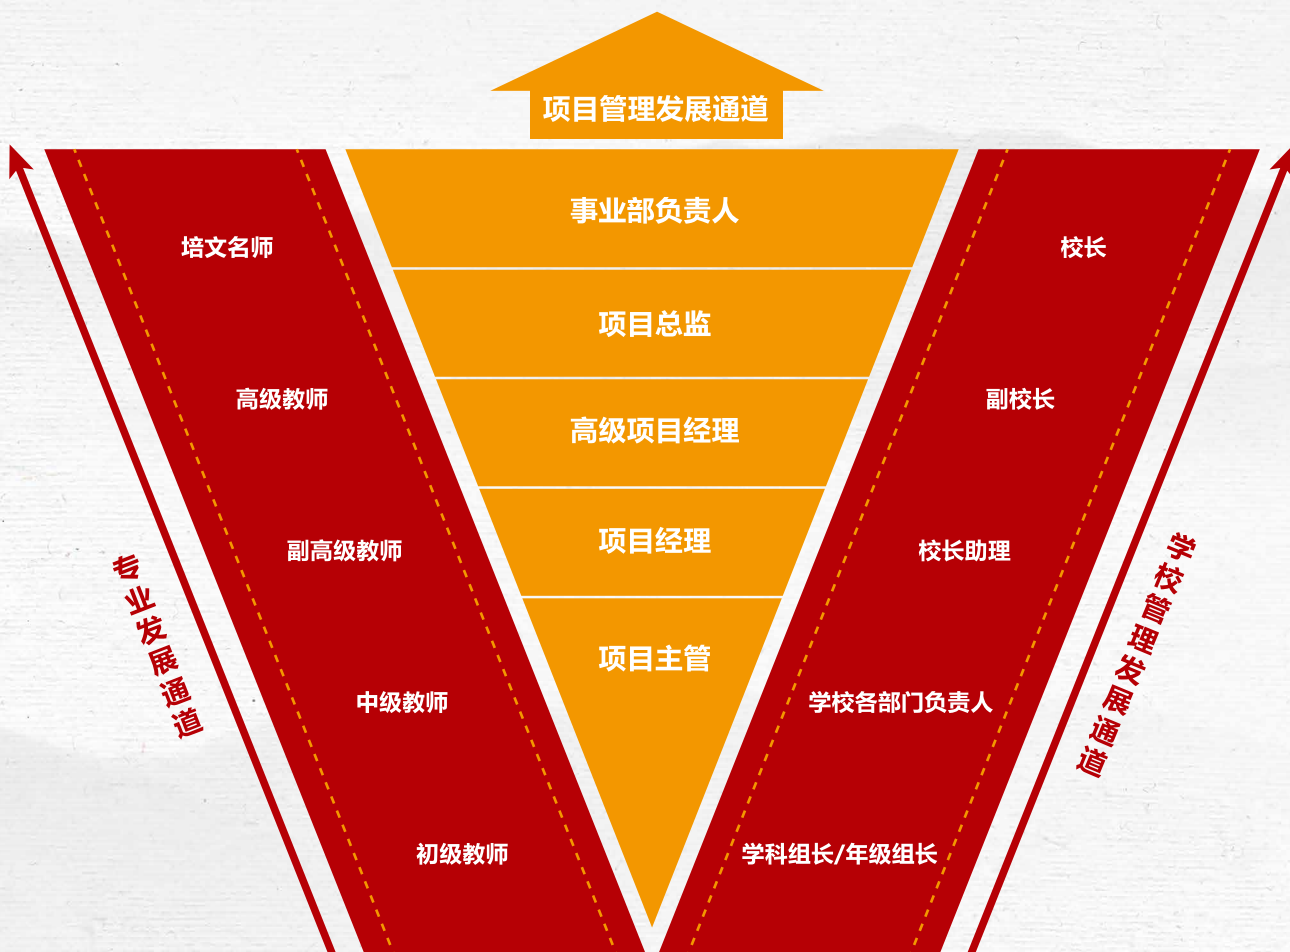 项目管理发展通道
事业部负责人
项目总监
高级项目经理
项目经理
项目主管
专业发展通道
培文名师
高级教师
副高级教师
中级教师
初级教师
学校管理发展通道
校长
副校长
校长助理
学校各部门负责人
学科组长/年级组长